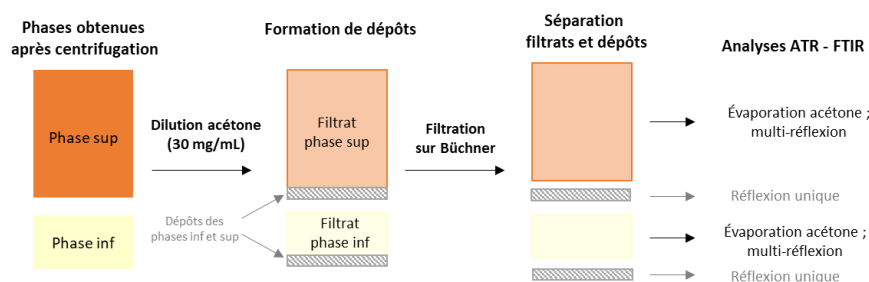 Phases obtenues
après centrifugation
Formation de dépôts
Séparation
filtrats et dépôts
Analyses ATR - FTIR
Phase sup
Dilution acétone
(30 mg/mL)
Filtrat
phase sup
Filtration
sur Büchner
Évaporation acétone ;
multi-réflexion
Dépôts des
phases inf et sup
Réflexion unique
Phase inf
Filtrat
phase inf
Évaporation acétone ;
multi-réflexion
Réflexion unique